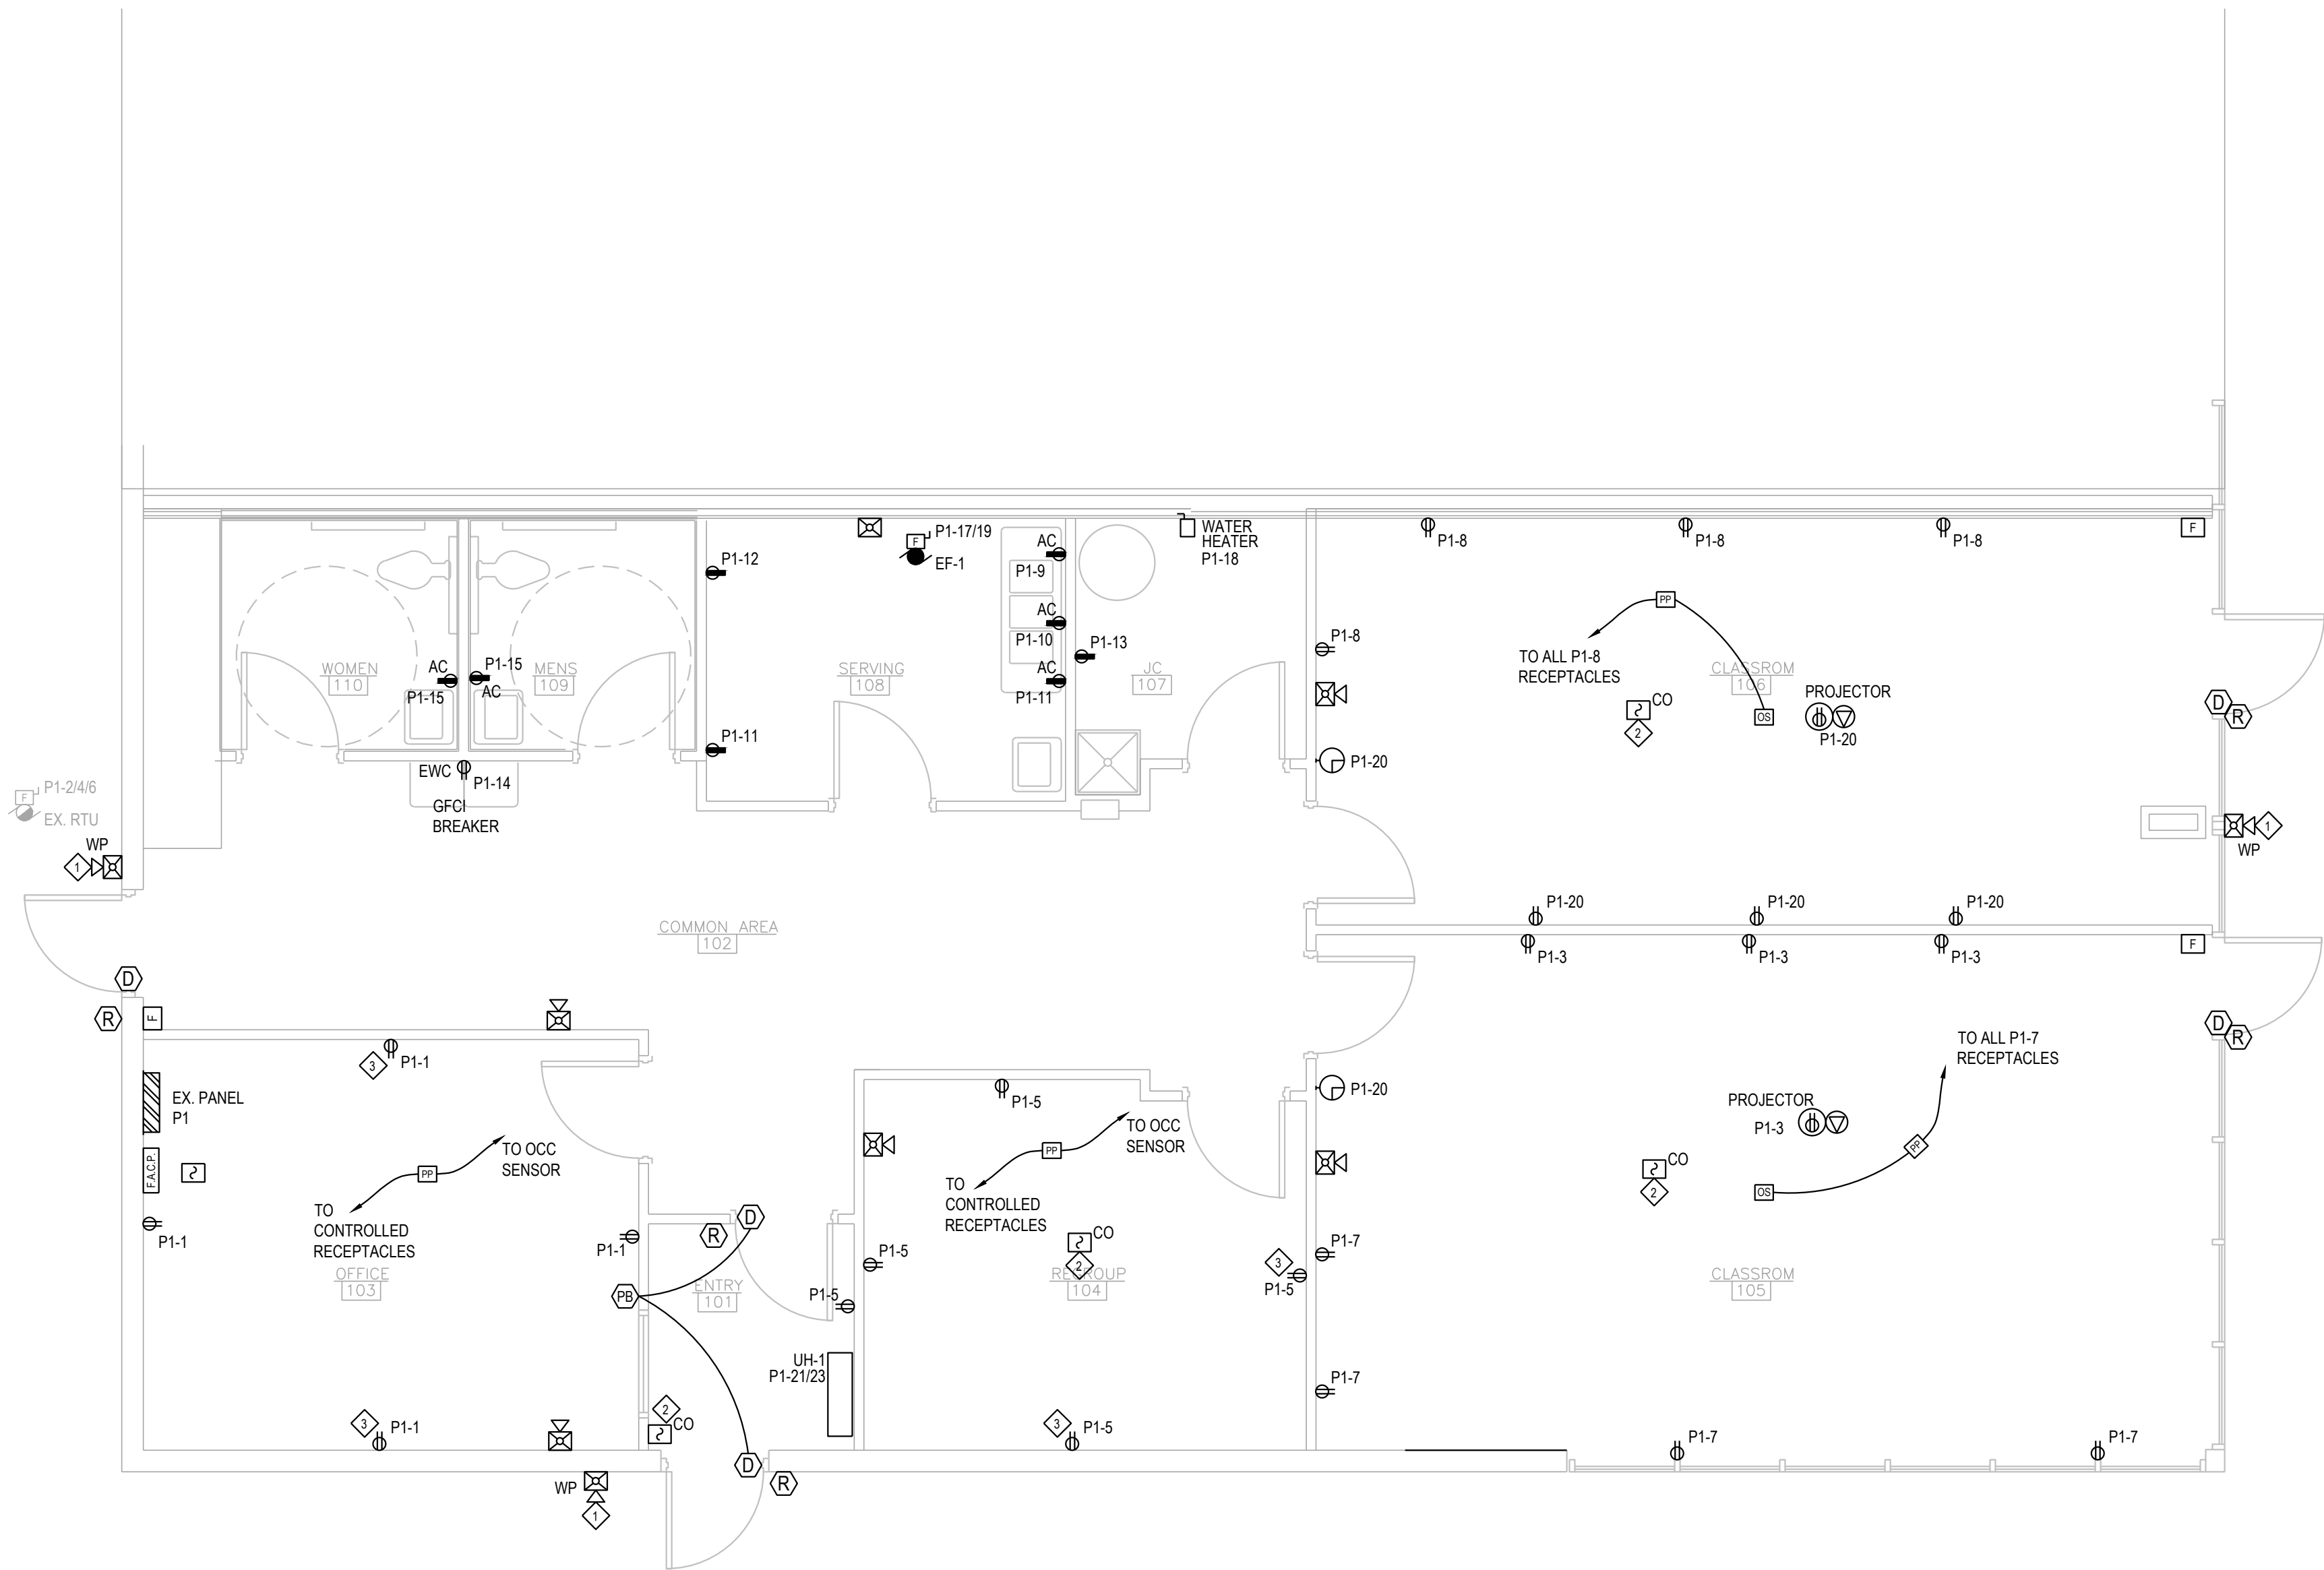 P1-12
P1-17/19
F
EF-1
AC
P1-9
AC
P1-10
AC
P1-11
WATER
HEATER
P1-18
P1-13
P1-8
P1-8
P1-8
F
P1-8
PP
TO ALL P1-8
RECEPTACLES
WOMEN
110
AC
P1-15
P1-15
AC
MENS
109
SERVING
108
JC
107
CLASSROM
106
CO
2
OS
PROJECTOR
P1-20
D
R
P1-11
EWC
P1-14
GFCI
BREAKER
P1-20
P1-2/4/6
F
EX. RTU
WP
1
1
WP
COMMON AREA
102
P1-20
P1-20
P1-20
P1-3
P1-3
P1-3
F
D
R
F
D
R
3
P1-1
EX. PANEL
P1
F.A.C.P.
P1-1
TO OCC
SENSOR
PP
TO
CONTROLLED
RECEPTACLES
OFFICE
103
P1-1
PB
R
D
ENTRY
101
P1-5
UH-1
P1-21/23
P1-5
TO OCC
SENSOR
PP
TO
CONTROLLED
RECEPTACLES
P1-5
CO
2
REGROUP
104
3
P1-5
P1-20
P1-7
P1-7
PROJECTOR
P1-3
TO ALL P1-7
RECEPTACLES
PP
CO
2
OS
CLASSROM
105
P1-7
P1-7
3
P1-1
2
CO
3
P1-5
D
R
WP
1